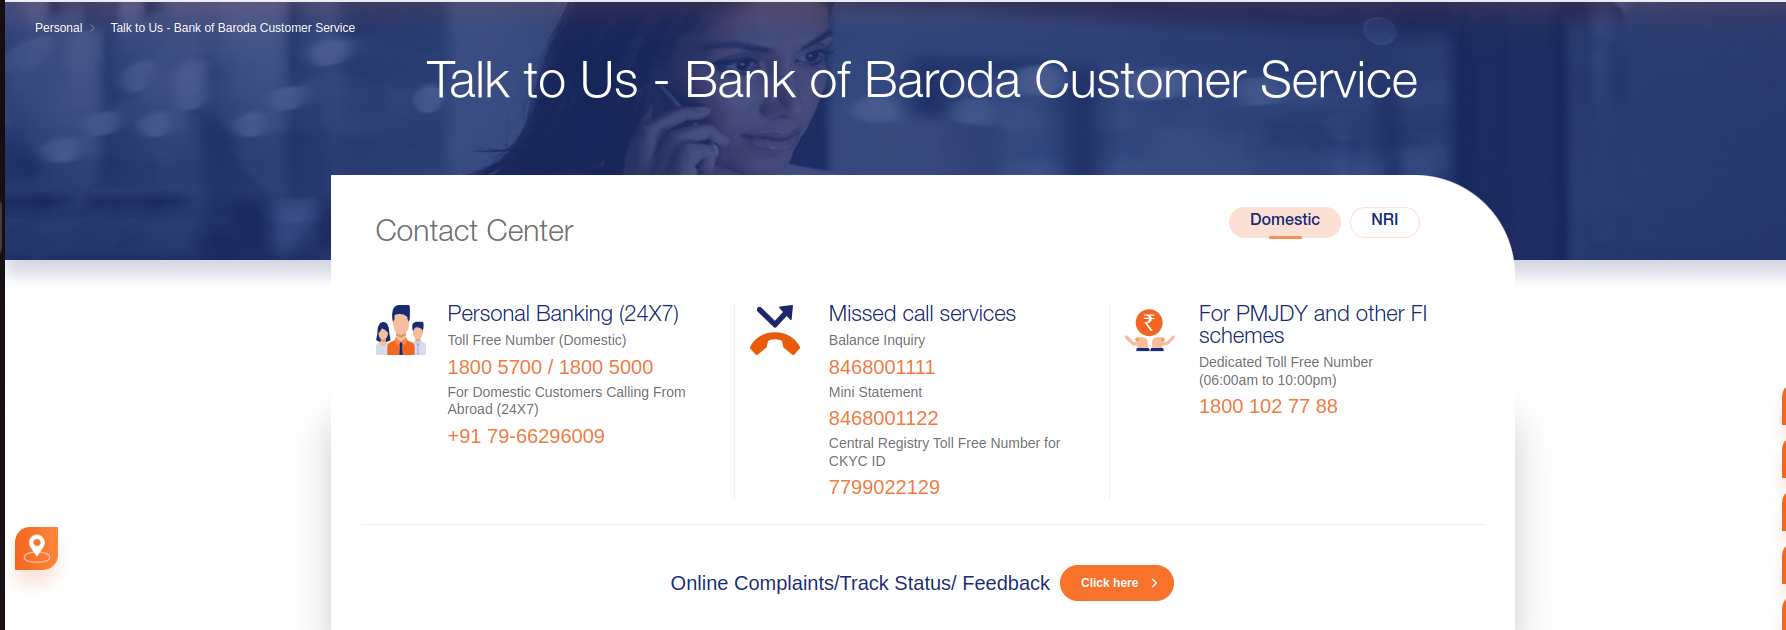 Personal > Talk to Us - Bank of Baroda Customer Service
Talk to Us - Bank of Baroda Customer Service
Contact Center
Domestic
NRI
Personal Banking (24X7)
Toll Free Number (Domestic)
1800 5700 / 1800 5000
For Domestic Customers Calling From
Abroad (24X7)
+91 79-66296009
Missed call services
Balance Inquiry
8468001111
Mini Statement
8468001122
Central Registry Toll Free Number for
CKYC ID
7799022129
For PMJDY and other FI
schemes
Dedicated Toll Free Number
(06:00am to 10:00pm)
1800 102 77 88
Online Complaints/Track Status/ Feedback
Click here >